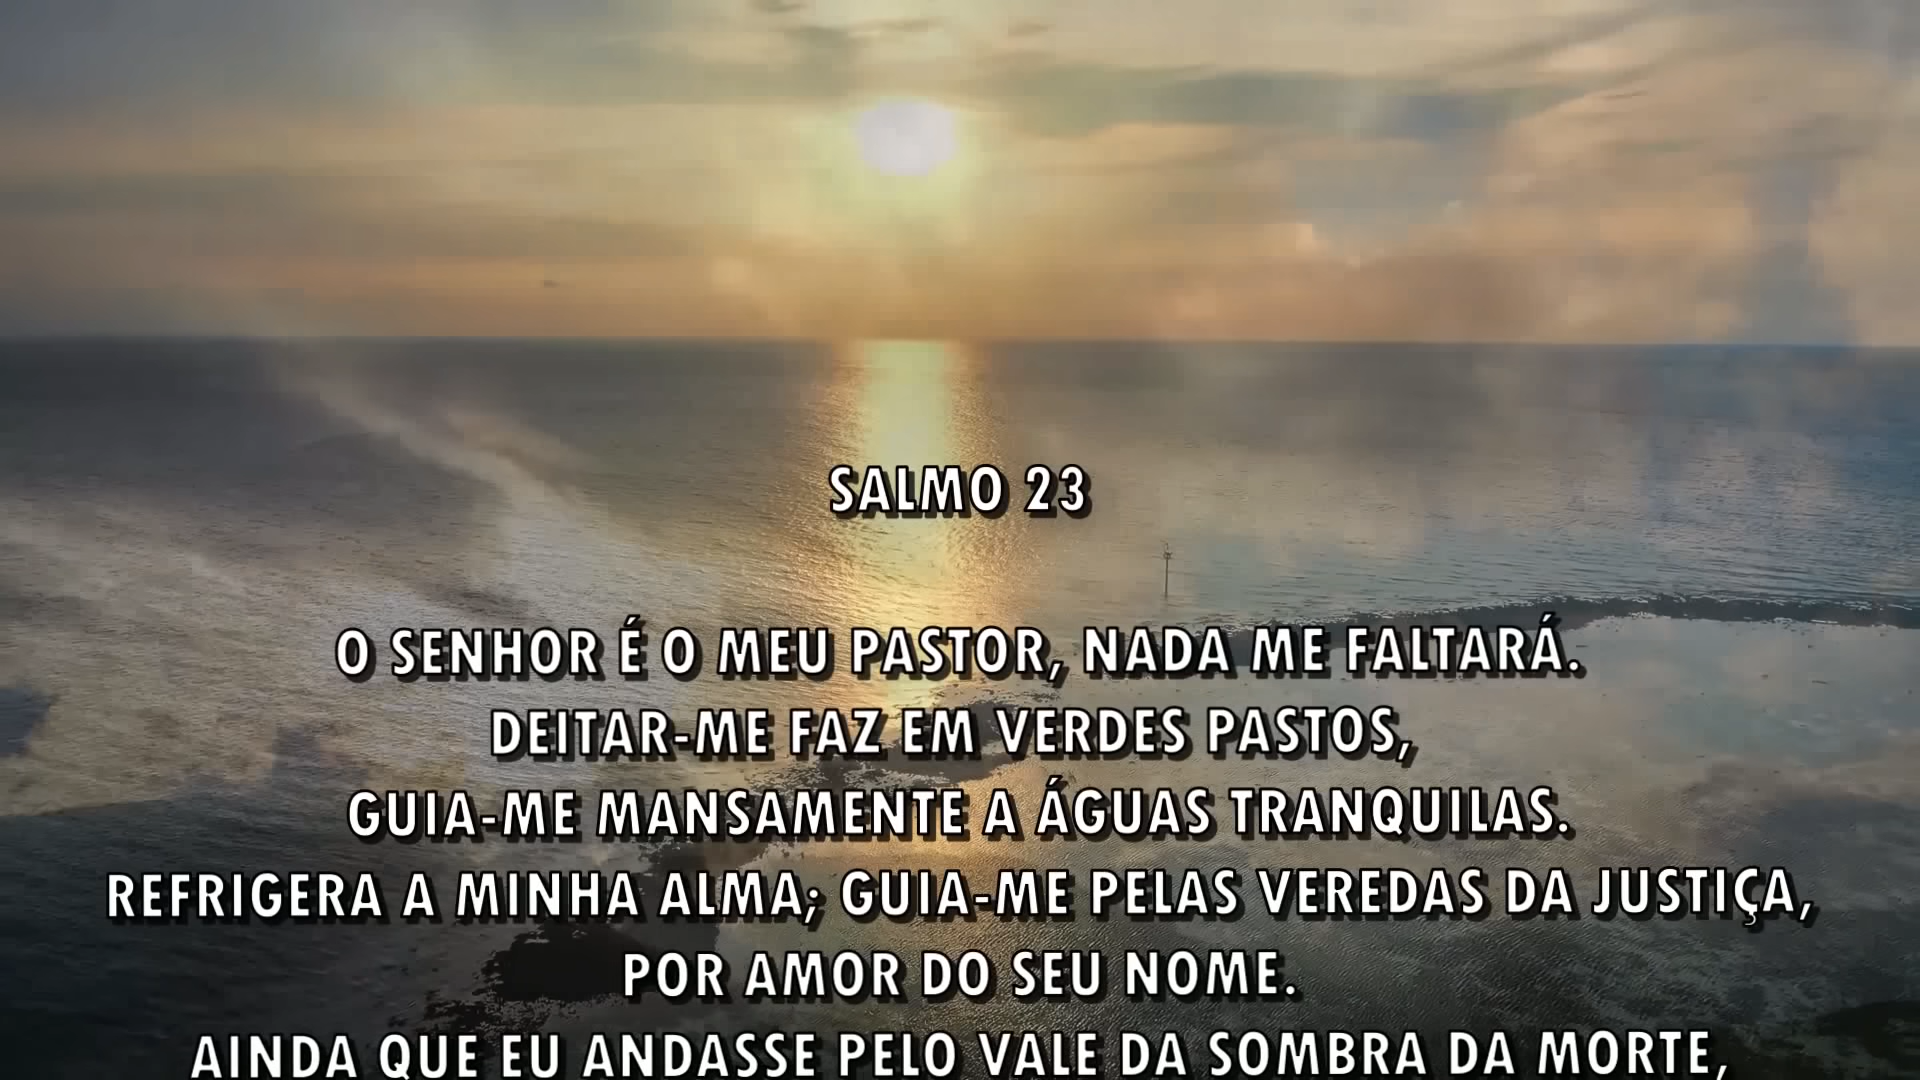 SALMO 23
O SENHOR É O MEU PASTOR, NADA ME FALTARÁ.
DEITAR-ME FAZ EM VERDES PASTOS,
GUIA-ME MANSAMENTE A ÁGUAS TRANQUILAS.
REFRIGERA A MINHA ALMA; GUIA-ME PELAS VEREDAS DA JUSTIÇA,
POR AMOR DO SEU NOME.
AINDA QUE EU ANDASSE PELO VALE DA SOMBRA DA MORTE,